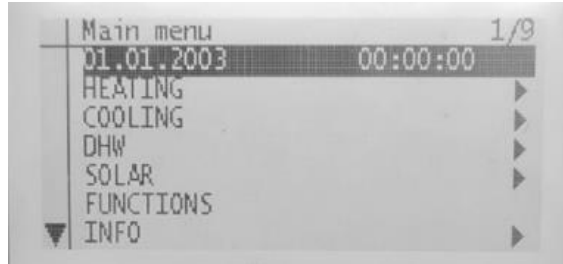 Main menu 1/9
01.01.2003 00:00:00
HEATING
COOLING
DHW
SOLAR
FUNCTIONS
INFO